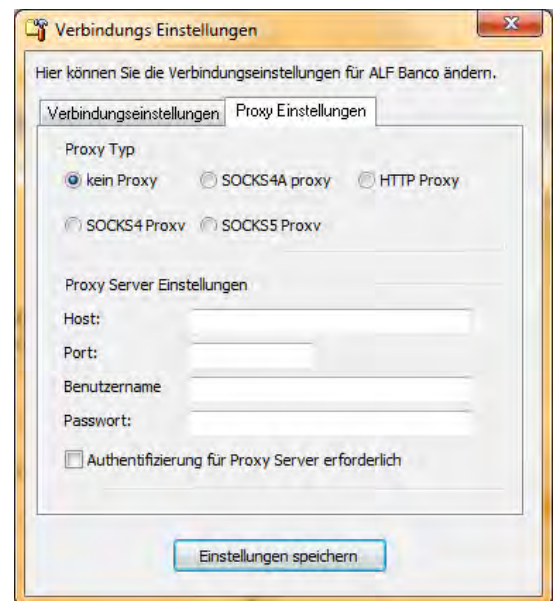 Verbindungs Einstellungen
Hier können Sie die Verbindungseinstellungen für ALF Banco ändern.
Verbindungseinstellungen Proxy Einstellungen
Proxy Typ
kein Proxy SOCKS4A proxy HTTP Proxy
SOCKS4 Proxy SOCKS5 Proxy
Proxy Server Einstellungen
Host:
Port:
Benutzername
Passwort:
Authentifizierung für Proxy Server erforderlich
Einstellungen speichern